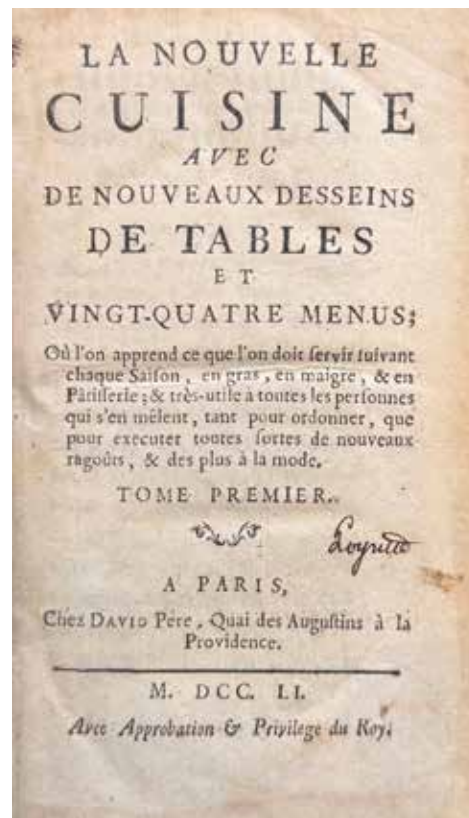 LA NOUVELLE
CUISINE
AVEC
DE NOUVEAUX DESSEINS
DE TABLES
ET
VINGT-QUATRE MENUS;
Où l'on apprend ce que l'on doit ſervir ſuivant
chaque Saiſon, en gras, en maigre, & en
Pâtiſſerie; & très-utile à toutes les perſonnes
qui s'en mêlent, tant pour ordonner, que
pour executer toutes ſortes de nouveaux
ragoûts, & des plus à la mode.
TOME PREMIER.
A PARIS,
Chez DAVID Pere, Quai des Auguſtins à la
Providence.
M. DCC. LI.
Avec Approbation & Privilege du Roy.